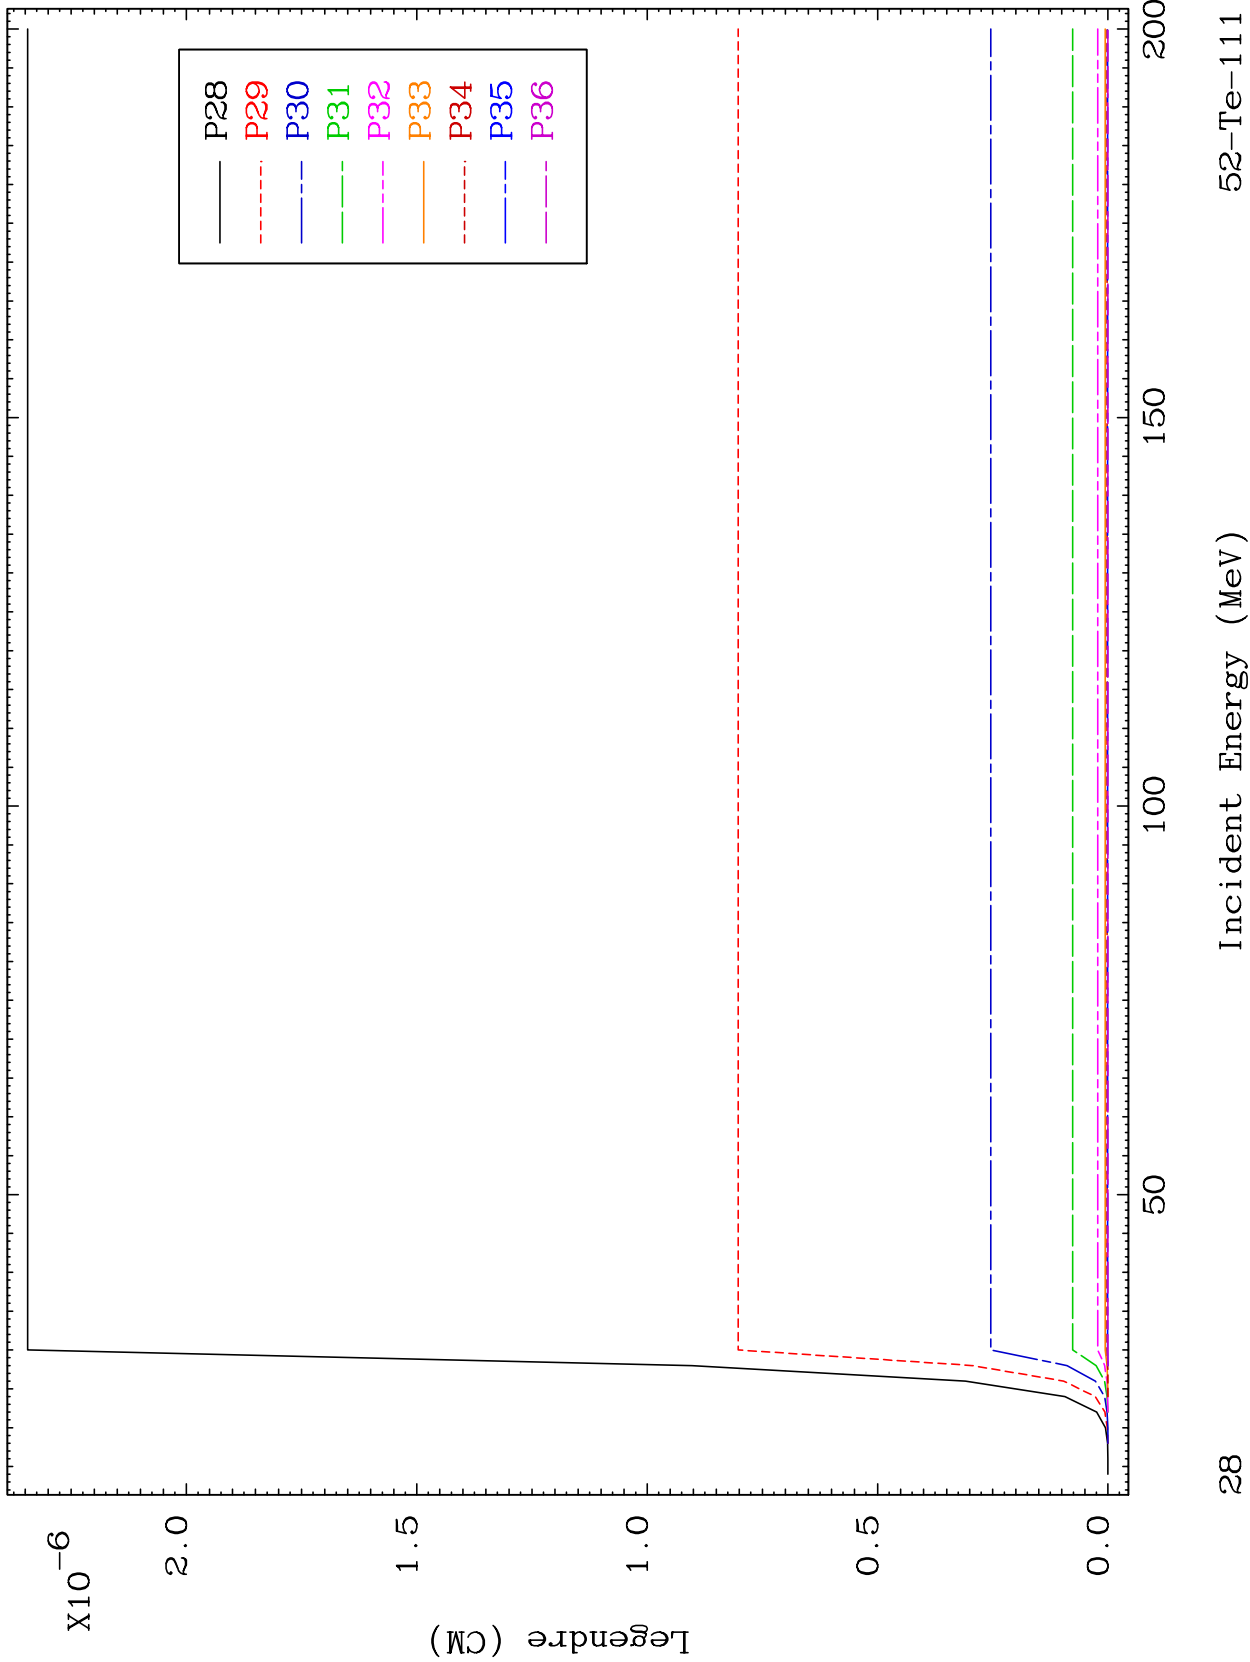 X10-6
2.0
1.5
1.0
0.5
0.0
Legendre (CM)
P28
P29
P30
P31
P32
P33
P34
P35
P36
50
100
150
200
Incident Energy (MeV)
28
52-Te-111